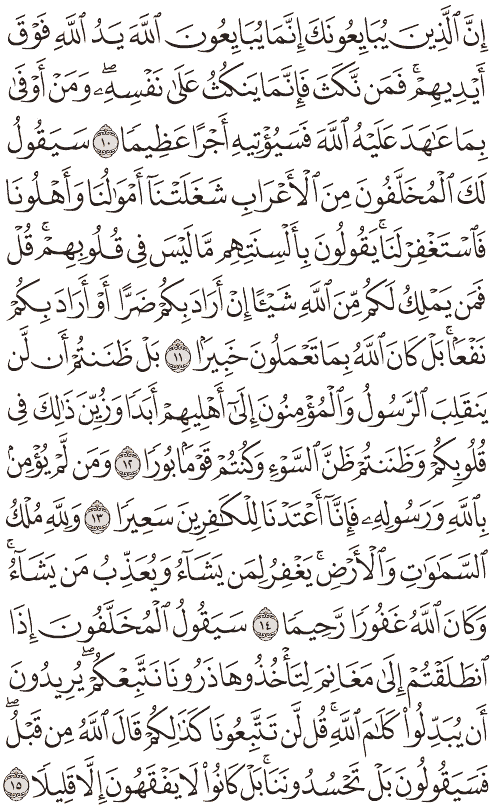 إِنَّ ٱلَّذِينَ يُبَايِعُونَكَ إِنَّمَا يُبَايِعُونَ ٱللَّهَ يَدُ ٱللَّهِ فَوْقَ
أَيْدِيهِمْۚ فَمَن نَّكَثَ فَإِنَّمَا يَنكُثُ عَلَىٰ نَفْسِهِۦۖ وَمَنْ أَوْفَىٰ
بِمَا عَـٰهَدَ عَلَيْهُ ٱللَّهَ فَسَيُؤْتِيهِ أَجْرًا عَظِيمًا ١٠ سَيَقُولُ
لَكَ ٱلْمُخَلَّفُونَ مِنَ ٱلْأَعْرَابِ شَغَلَتْنَآ أَمْوَٰلُنَا وَأَهْلُونَا
فَٱسْتَغْفِرْ لَنَاۚ يَقُولُونَ بِأَلْسِنَتِهِم مَّا لَيْسَ فِى قُلُوبِهِمْۚ قُلْ
فَمَن يَمْلِكُ لَكُم مِّنَ ٱللَّهِ شَيْـًٔا إِنْ أَرَادَ بِكُمْ ضَرًّا أَوْ أَرَادَ بِكُمْ
نَفْعًۢاۚ بَلْ كَانَ ٱللَّهُ بِمَا تَعْمَلُونَ خَبِيرًۢا ١١ بَلْ ظَنَنتُمْ أَن لَّن
يَنقَلِبَ ٱلرَّسُولُ وَٱلْمُؤْمِنُونَ إِلَىٰٓ أَهْلِيهِمْ أَبَدًا وَزُيِّنَ ذَٰلِكَ فِى
قُلُوبِكُمْ وَظَنَنتُمْ ظَنَّ ٱلسَّوْءِ وَكُنتُمْ قَوْمًۢا بُورًا ١٢ وَمَن لَّمْ يُؤْمِنۢ
بِٱللَّهِ وَرَسُولِهِۦ فَإِنَّآ أَعْتَدْنَا لِلْكَـٰفِرِينَ سَعِيرًا ١٣ وَلِلَّهِ مُلْكُ
ٱلسَّمَـٰوَٰتِ وَٱلْأَرْضِۚ يَغْفِرُ لِمَن يَشَآءُ وَيُعَذِّبُ مَن يَشَآءُۚ
وَكَانَ ٱللَّهُ غَفُورًا رَّحِيمًا ١٤ سَيَقُولُ ٱلْمُخَلَّفُونَ إِذَا
ٱنطَلَقْتُمْ إِلَىٰ مَغَانِمَ لِتَأْخُذُوهَا ذَرُونَا نَتَّبِعْكُمْۖ يُرِيدُونَ
أَن يُبَدِّلُوا۟ كَلَـٰمَ ٱللَّهِۚ قُل لَّن تَتَّبِعُونَا كَذَٰلِكُمْ قَالَ ٱللَّهُ مِن قَبْلُۖ
فَسَيَقُولُونَ بَلْ تَحْسُدُونَنَاۚ بَلْ كَانُوا۟ لَا يَفْقَهُونَ إِلَّا قَلِيلًا ١٥